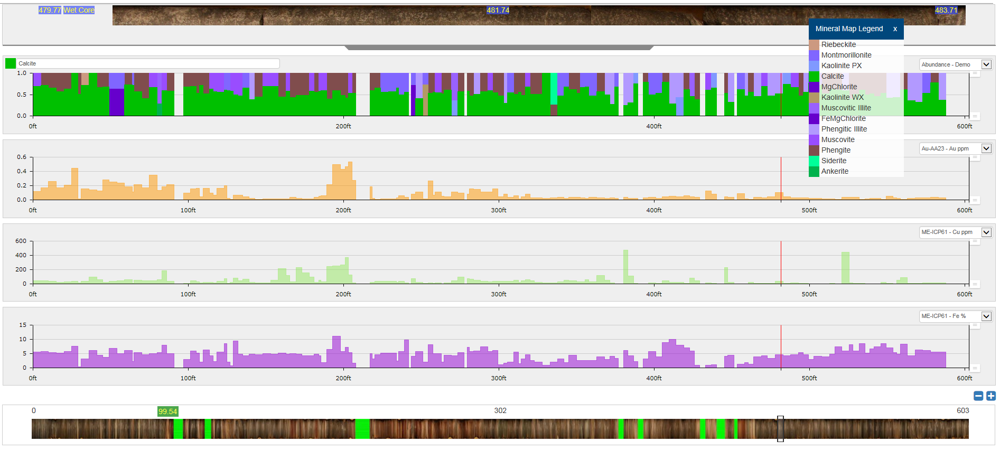 479.77 Wet Core 481.74 483.71
Mineral Map Legend x
Riebeckite
Montmorillonite
Kaolinite PX
Calcite
MgChlorite
Kaolinite WX
Muscovitic Illite
FeMgChlorite
Phengitic Illite
Muscovite
Phengite
Siderite
Ankerite
Calcite
Abundance - Demo
1.0
0.5
0.0
0ft 200ft 400ft 600ft
Au-AA23 - Au ppm
0.6
0.4
0.2
0.0
0ft 100ft 200ft 300ft 400ft 500ft 600ft
ME-ICP61 - Cu ppm
600
400
200
0
0ft 100ft 200ft 300ft 400ft 500ft 600ft
ME-ICP61 - Fe %
15
10
5
0
0ft 100ft 200ft 300ft 400ft 500ft 600ft
0 99.54 302 603